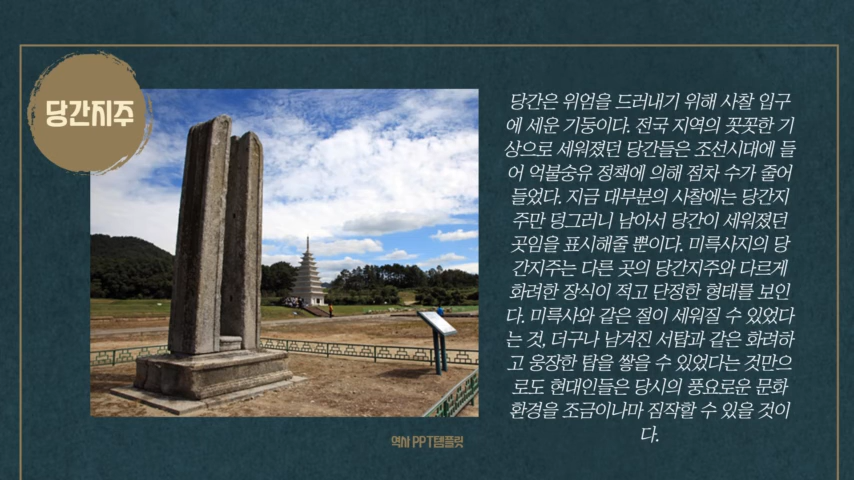 당간지주
당간은 위엄을 드러내기 위해 사찰 입구
에 세운 기둥이다. 전국 지역의 꼿꼿한 기
상으로 세워졌던 당간들은 조선시대에 들
어 억불숭유 정책에 의해 점차 수가 줄어
들었다. 지금 대부분의 사찰에는 당간지
주만 덩그러니 남아서 당간이 세워졌던
곳임을 표시해줄 뿐이다. 미륵사지의 당
간지주는 다른 곳의 당간지주와 다르게
화려한 장식이 적고 단정한 형태를 보인
다. 미륵사와 같은 절이 세워질 수 있었다
는 것, 더구나 남겨진 서탑과 같은 화려하
고 웅장한 탑을 쌓을 수 있었다는 것만으
로도 현대인들은 당시의 풍요로운 문화
환경을 조금이나마 짐작할 수 있을 것이
다.
역사 PPT템플릿